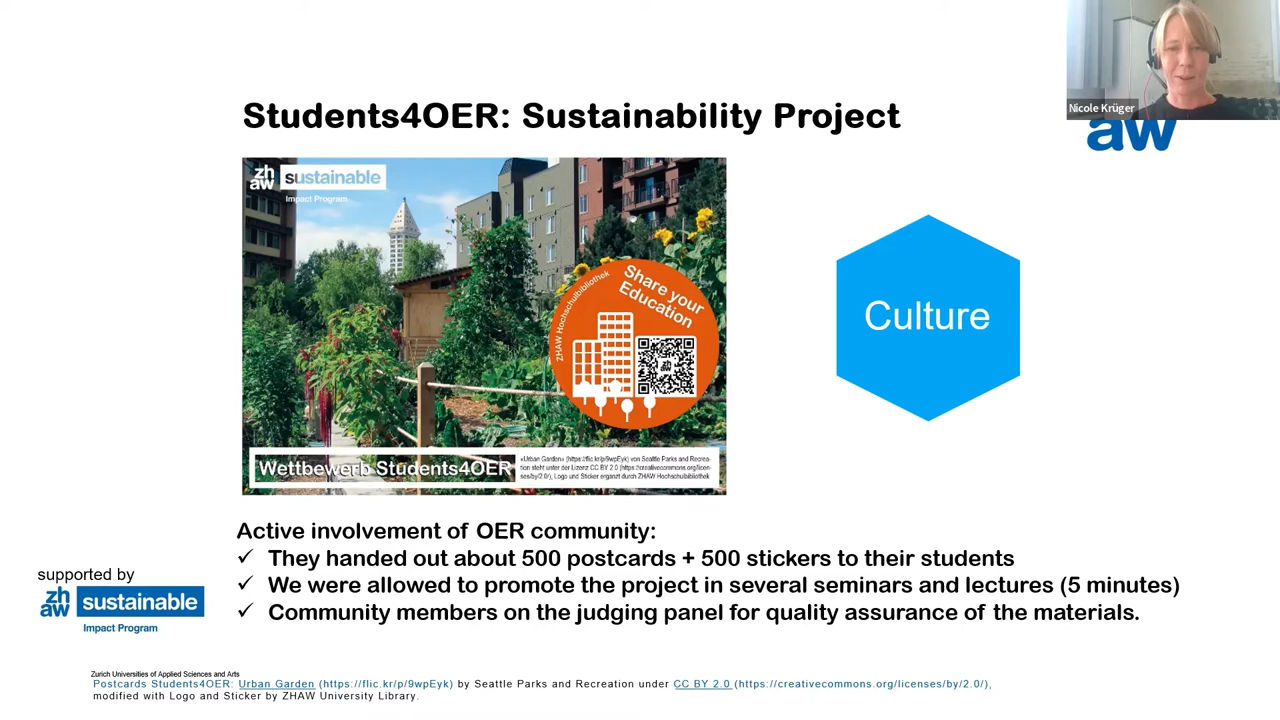 Nicole Krüger
aw
Students4OER: Sustainability Project
zh
aw
sustainable
Impact Program
Share your
Education
ZHAW Hochschulbibliothek
zh
aw
Wettbewerb Students4OER
«Urban Garden» (https://flic.kr/p/9wpEyk) von Seattle Parks and Recrea-
tion steht unter der Lizenz CC BY 2.0 (https://creativecommons.org/licen-
ses/by/2.0/), Logo und Sticker ergänzt durch ZHAW Hochschulbibliothek
Culture
Active involvement of OER community:
✓ They handed out about 500 postcards + 500 stickers to their students
✓ We were allowed to promote the project in several seminars and lectures (5 minutes)
✓ Community members on the judging panel for quality assurance of the materials.
supported by
zh
aw
sustainable
Impact Program
Zurich Universities of Applied Sciences and Arts
Postcards Students4OER: Urban Garden (https://flic.kr/p/9wpEyk) by Seattle Parks and Recreation under CC BY 2.0 (https://creativecommons.org/licenses/by/2.0/),
modified with Logo and Sticker by ZHAW University Library.